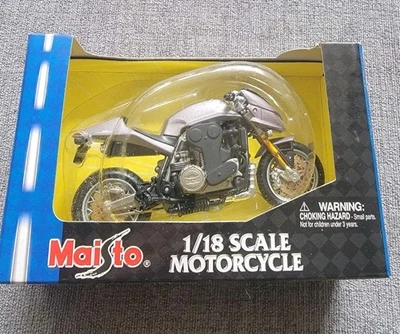 WARNING:
CHOKING HAZARD - Small parts.
Not for children under 3 years.
Maisto®
1/18 SCALE
MOTORCYCLE